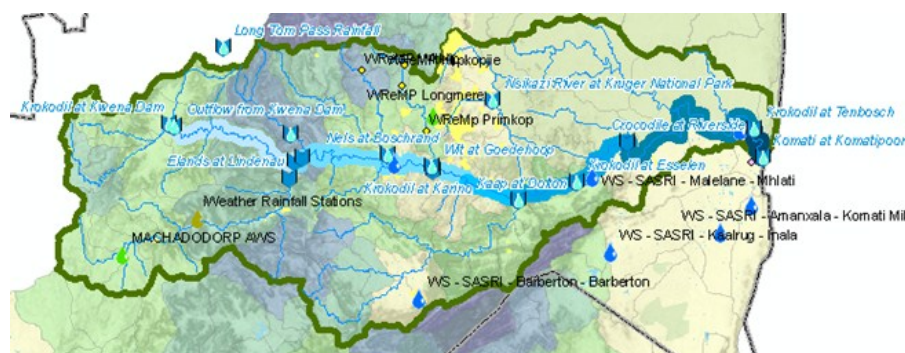 Long Tom Pass Rainfall
WReMP Longmere
Nsikazi River at Kruger National Park
Krokodil at Kwena Dam
Outflow from Kwena Dam
WReMp Primkop
Krokodil at Tenbosch
Crocodile at Riverside
Nels at Boschrand
Wit at Goedehoop
Komati at Komatipoort
Elands at Lindenau
Krokodil at Esselen
Krokodil at Karino
Kaap at Dolton
WS - SASRI - Malelane - Mhlati
Weather Rainfall Stations
WS - SASRI - Amanxala - Komati Mill
MACHADODORP AWS
WS - SASRI - Kaalrug - Inala
WS - SASRI - Barberton - Barberton